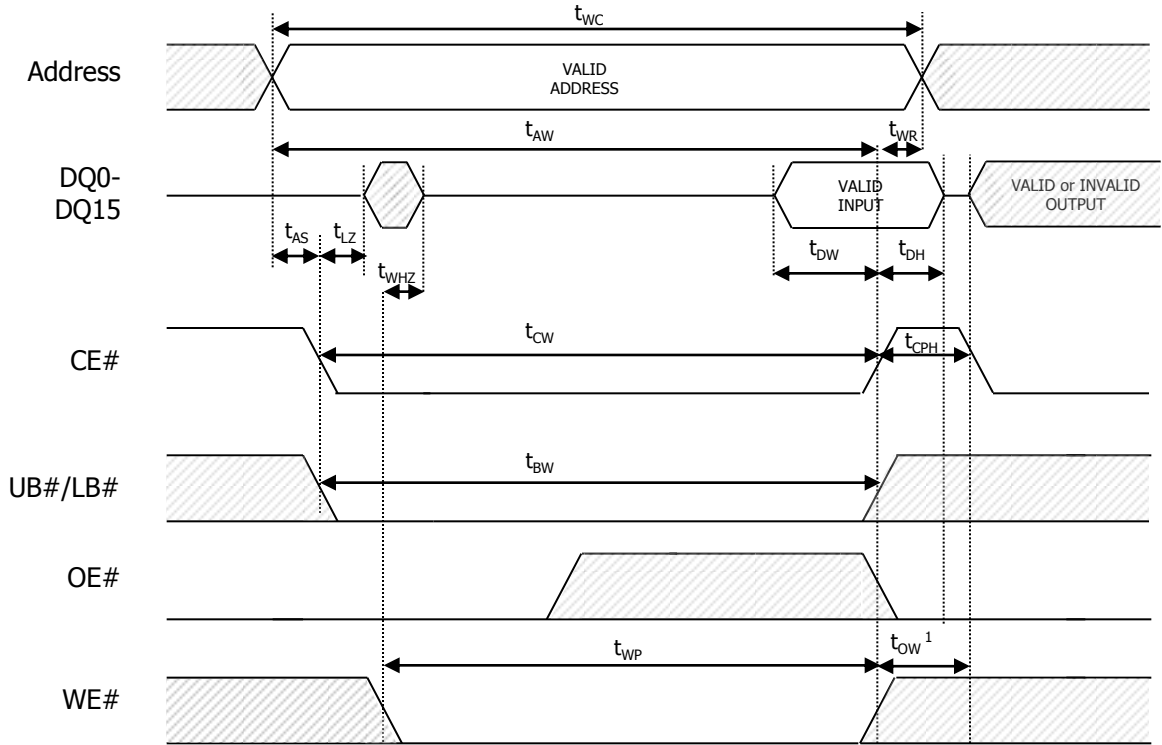 tWC
Address
VALID
ADDRESS
tAW
tWR
DQ0-
DQ15
VALID
INPUT
VALID or INVALID
OUTPUT
tAS
tLZ
tDW
tDH
tWHZ
tCW
tCPH
CE#
tBW
UB#/LB#
OE#
tWP
tOW 1
WE#